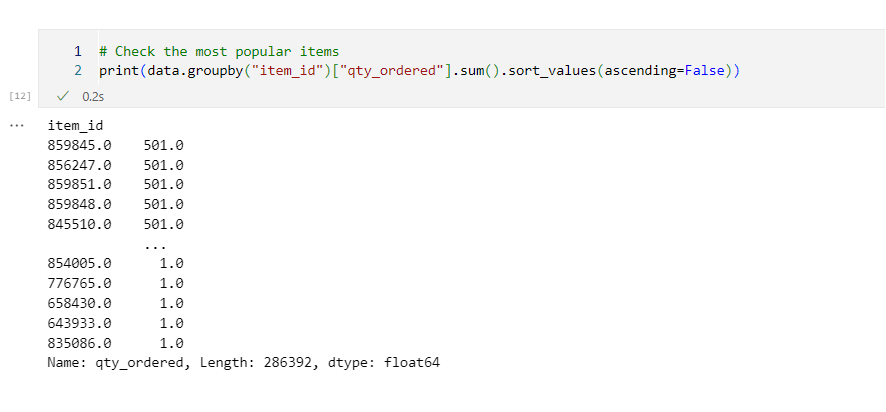 1 # Check the most popular items
2 print(data.groupby("item_id")["qty_ordered"].sum().sort_values(ascending=False))
[12] ✓ 0.2s
... item_id
859845.0    501.0
856247.0    501.0
859851.0    501.0
859848.0    501.0
845510.0    501.0
...
854005.0      1.0
776765.0      1.0
658430.0      1.0
643933.0      1.0
835086.0      1.0
Name: qty_ordered, Length: 286392, dtype: float64